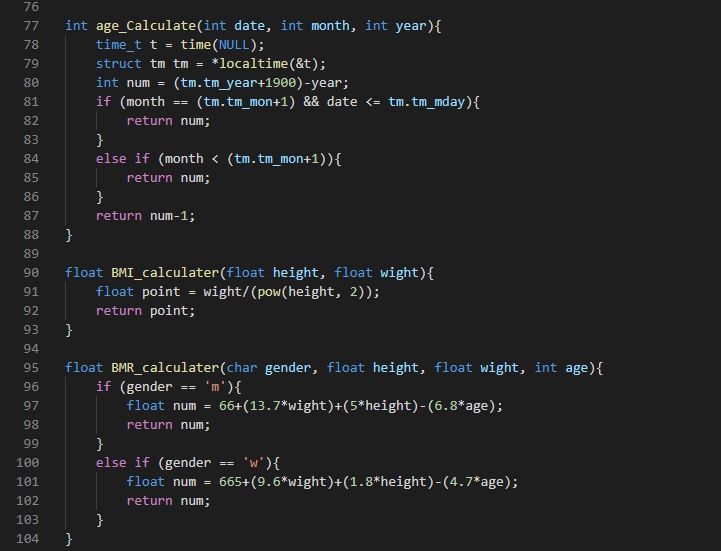 76
77 int age_Calculate(int date, int month, int year){
78     time_t t = time(NULL);
79     struct tm tm = *localtime(&t);
80     int num = (tm.tm_year+1900)-year;
81     if (month == (tm.tm_mon+1) && date <= tm.tm_mday){
82         return num;
83     }
84     else if (month < (tm.tm_mon+1)){
85         return num;
86     }
87     return num-1;
88 }
89
90 float BMI_calculater(float height, float wight){
91     float point = wight/(pow(height, 2));
92     return point;
93 }
94
95 float BMR_calculater(char gender, float height, float wight, int age){
96     if (gender == 'm'){
97         float num = 66+(13.7*wight)+(5*height)-(6.8*age);
98         return num;
99     }
100     else if (gender == 'w'){
101         float num = 665+(9.6*wight)+(1.8*height)-(4.7*age);
102         return num;
103     }
104 }